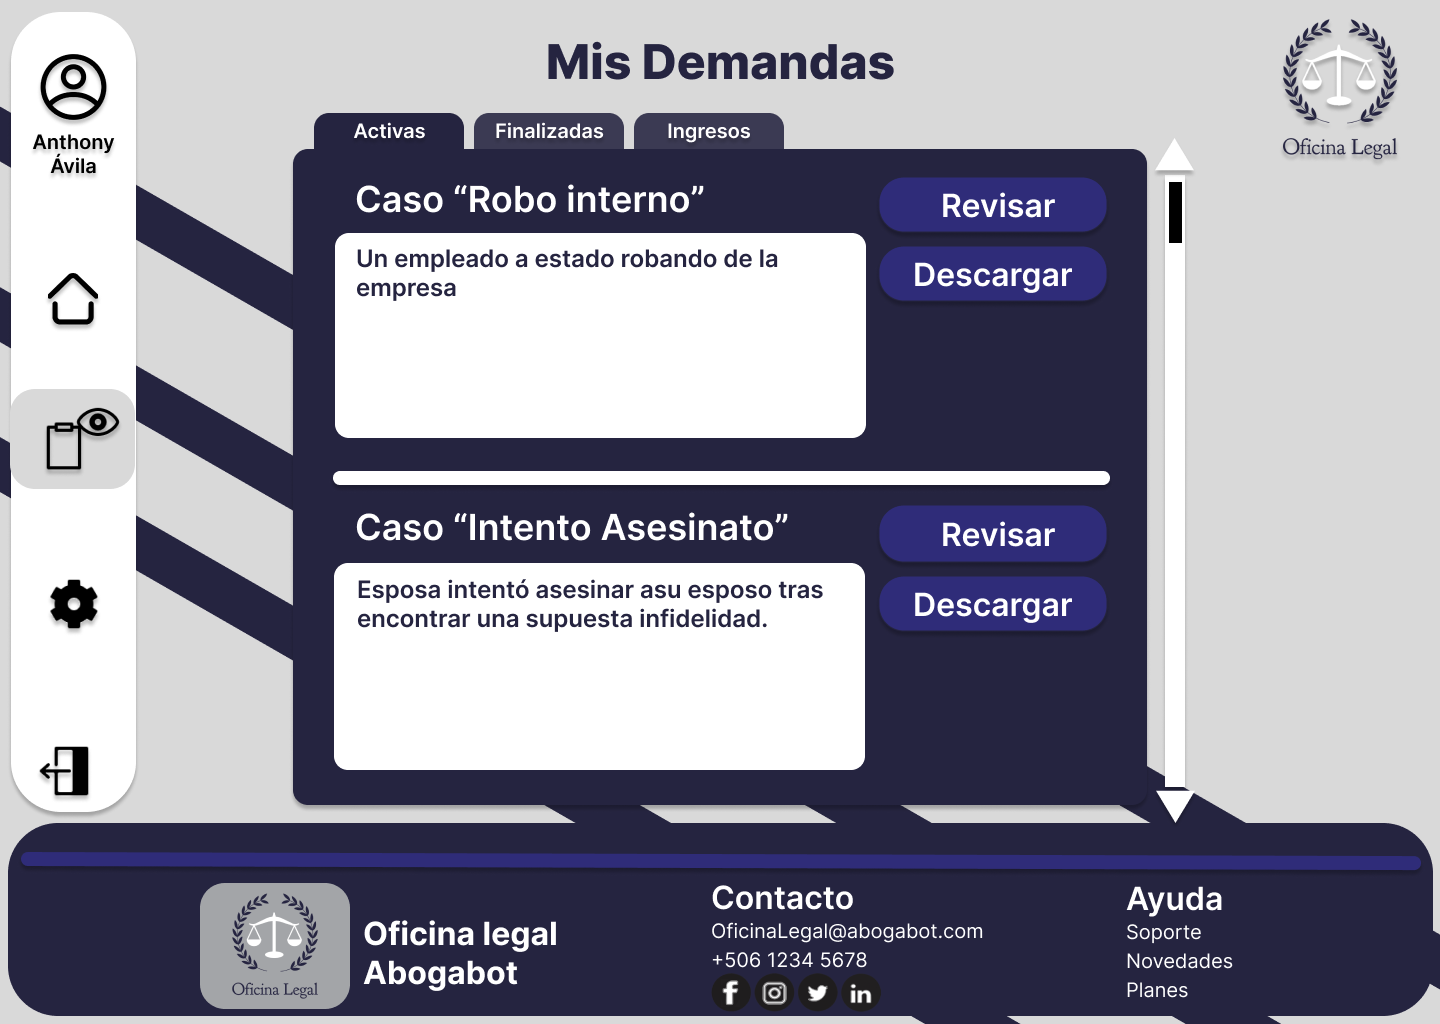 Anthony
Ávila
Mis Demandas
Oficina Legal
Activas
Finalizadas
Ingresos
Caso “Robo interno”
Un empleado a estado robando de la
empresa
Revisar
Descargar
Caso “Intento Asesinato”
Esposa intentó asesinar asu esposo tras
encontrar una supuesta infidelidad.
Revisar
Descargar
Oficina Legal
Oficina legal
Abogabot
Contacto
OficinaLegal@abogabot.com
+506 1234 5678
Ayuda
Soporte
Novedades
Planes